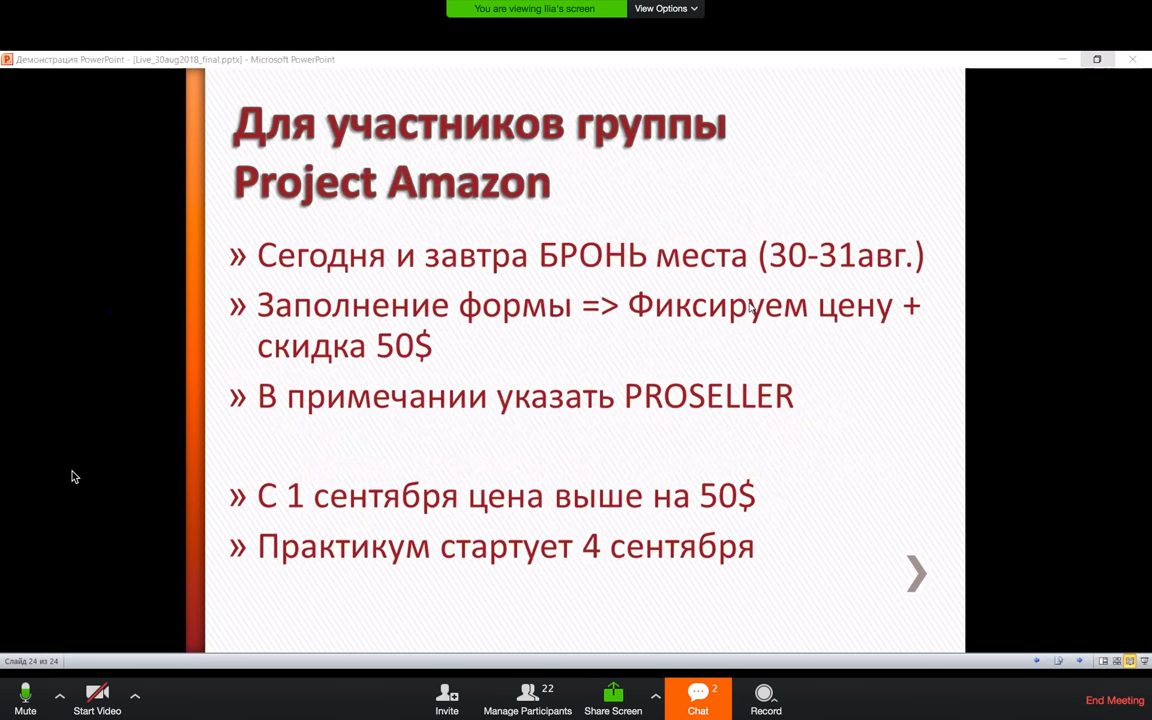 You are viewing Ilia's screen
View Options
Демонстрация PowerPoint - [Live_30aug2018_final.pptx] - Microsoft PowerPoint
Для участников группы
Project Amazon
» Сегодня и завтра БРОНЬ места (30-31авг.)
» Заполнение формы => Фиксируем цену +
скидка 50$
» В примечании указать PROSELLER
» С 1 сентября цена выше на 50$
» Практикум стартует 4 сентября
Слайд 24 из 24
22
2
Mute
Start Video
Invite
Manage Participants
Share Screen
Chat
Record
End Meeting